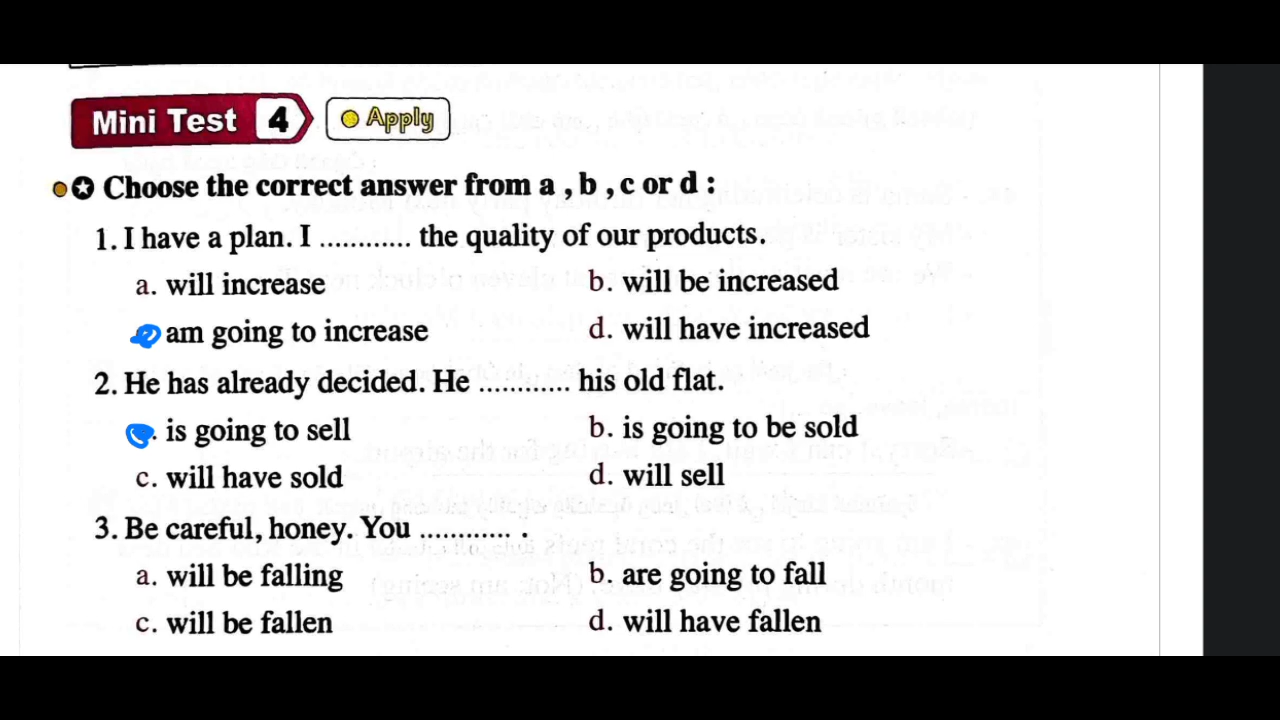 Mini Test 4 Apply
Choose the correct answer from a , b , c or d :
1. I have a plan. I ........... the quality of our products.
a. will increase b. will be increased
am going to increase d. will have increased
2. He has already decided. He ........... his old flat.
. is going to sell b. is going to be sold
c. will have sold d. will sell
3. Be careful, honey. You ........... .
a. will be falling b. are going to fall
c. will be fallen d. will have fallen